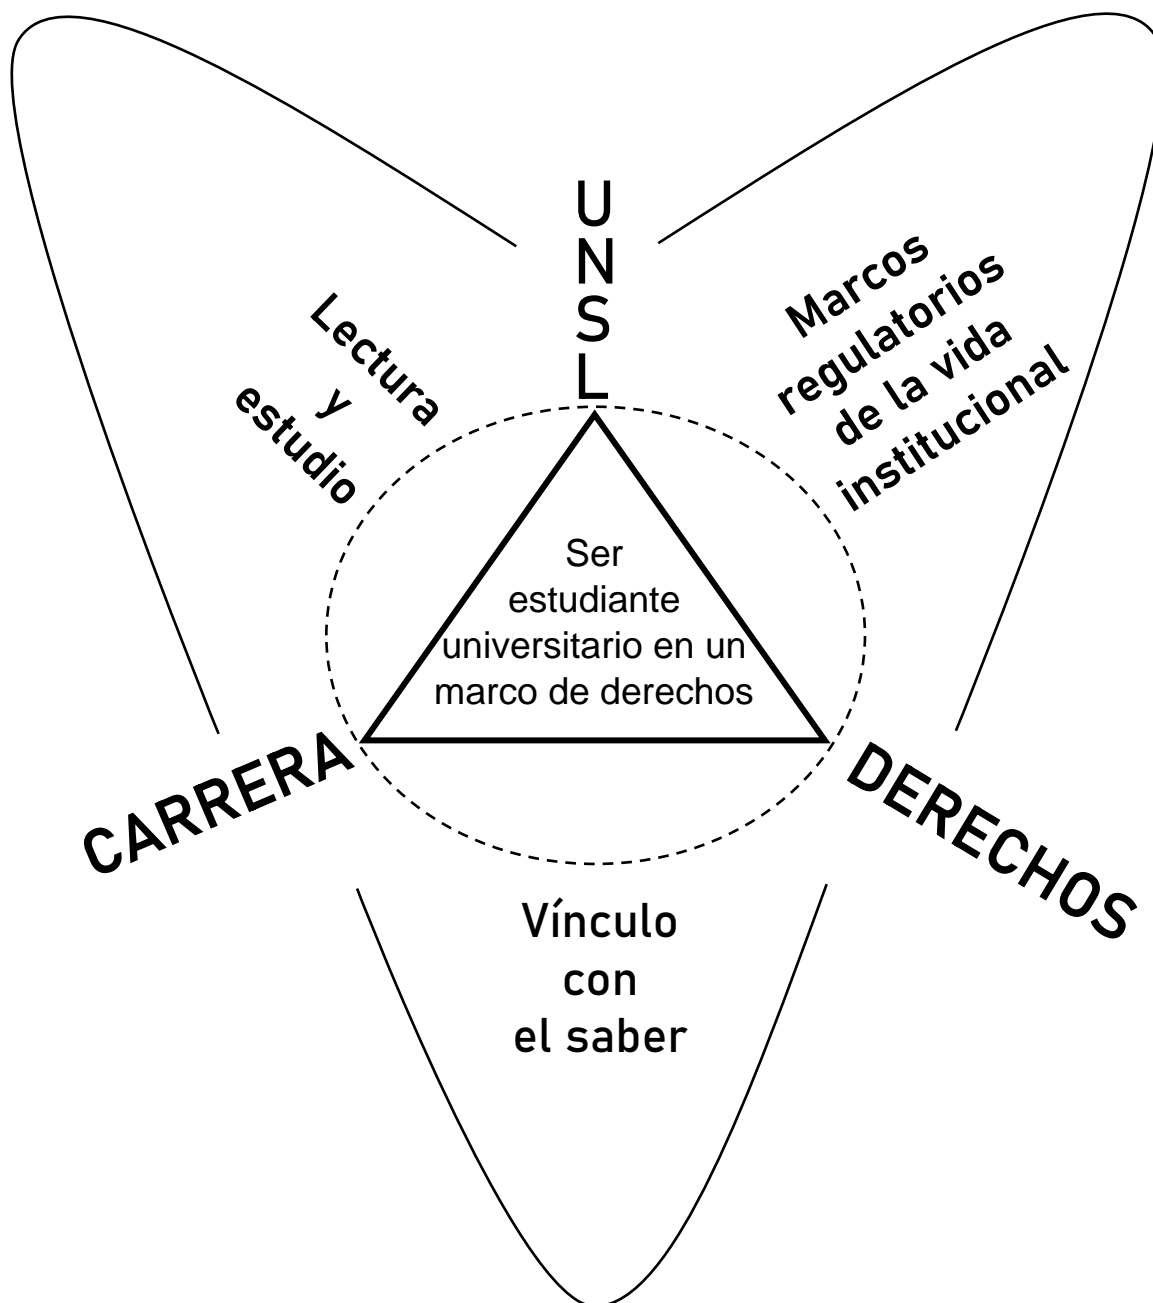 U
N
S
L
Lectura
y
estudio
Marcos
regulatorios
de la vida
institucional
Ser
estudiante
universitario en un
marco de derechos
CARRERA
DERECHOS
Vínculo
con
el saber